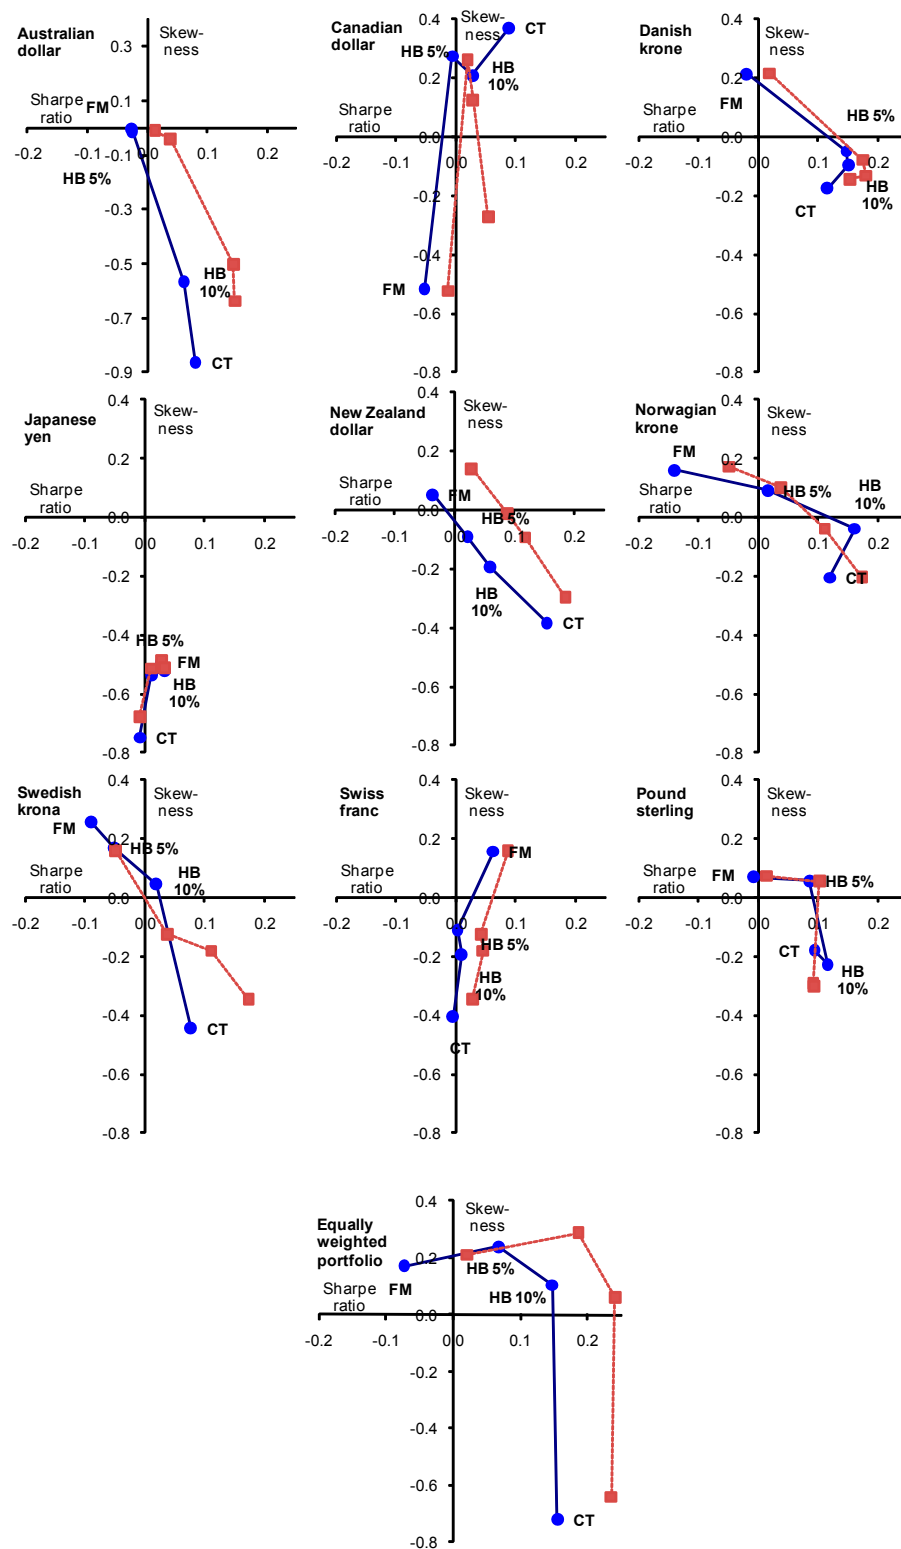 Australian
dollar
Skew-
ness
0.3
0.1
Sharpe
ratio
FM
-0.2
-0.1
0.0
0.1
0.2
-0.1
HB 5%
-0.3
-0.5
HB
10%
-0.7
CT
-0.9
Canadian
dollar
0.4
Skew-
ness
CT
HB 5%
HB
10%
0.2
Sharpe
ratio
0.0
-0.2
-0.1
0.0
0.1
0.2
-0.2
-0.4
FM
-0.6
-0.8
Danish
krone
0.4
Skew-
ness
0.2
FM
HB 5%
Sharpe
ratio
0.0
-0.2
-0.1
0.0
0.1
0.2
HB
10%
CT
-0.2
-0.4
-0.6
-0.8
Japanese
yen
0.4
Skew-
ness
0.2
Sharpe
ratio
0.0
-0.2
-0.1
0.0
0.1
0.2
-0.2
-0.4
HB 5%
FM
HB
10%
-0.6
CT
-0.8
New Zealand
dollar
0.4
Skew-
ness
0.2
FM
Sharpe
ratio
0.0
HB 5%
-0.2
-0.1
0.0
0.1
0.2
-0.2
HB
10%
CT
-0.4
-0.6
-0.8
Norwagian
krone
0.4
Skew-
ness
FM
0.2
HB 5%
HB
10%
Sharpe
ratio
0.0
-0.2
-0.1
0.0
0.1
0.2
CT
-0.2
-0.4
-0.6
-0.8
Swedish
krona
0.4
Skew-
ness
FM
0.2
HB 5%
HB
10%
Sharpe
ratio
0.0
-0.2
-0.1
0.0
0.1
0.2
-0.2
-0.4
CT
-0.6
-0.8
Swiss
franc
0.4
Skew-
ness
0.2
FM
Sharpe
ratio
0.0
-0.2
-0.1
0.0
0.1
0.2
HB 5%
-0.2
HB
10%
-0.4
CT
-0.6
-0.8
Pound
sterling
0.4
Skew-
ness
0.2
FM
HB 5%
Sharpe
ratio
0.0
-0.2
-0.1
0.0
0.1
0.2
CT
HB
10%
-0.2
-0.4
-0.6
-0.8
Equally
weighted
portfolio
0.4
Skew-
ness
0.2
HB 5%
FM
HB 10%
Sharpe
ratio
0.0
-0.2
-0.1
0.0
0.1
0.2
-0.2
-0.4
-0.6
CT
-0.8